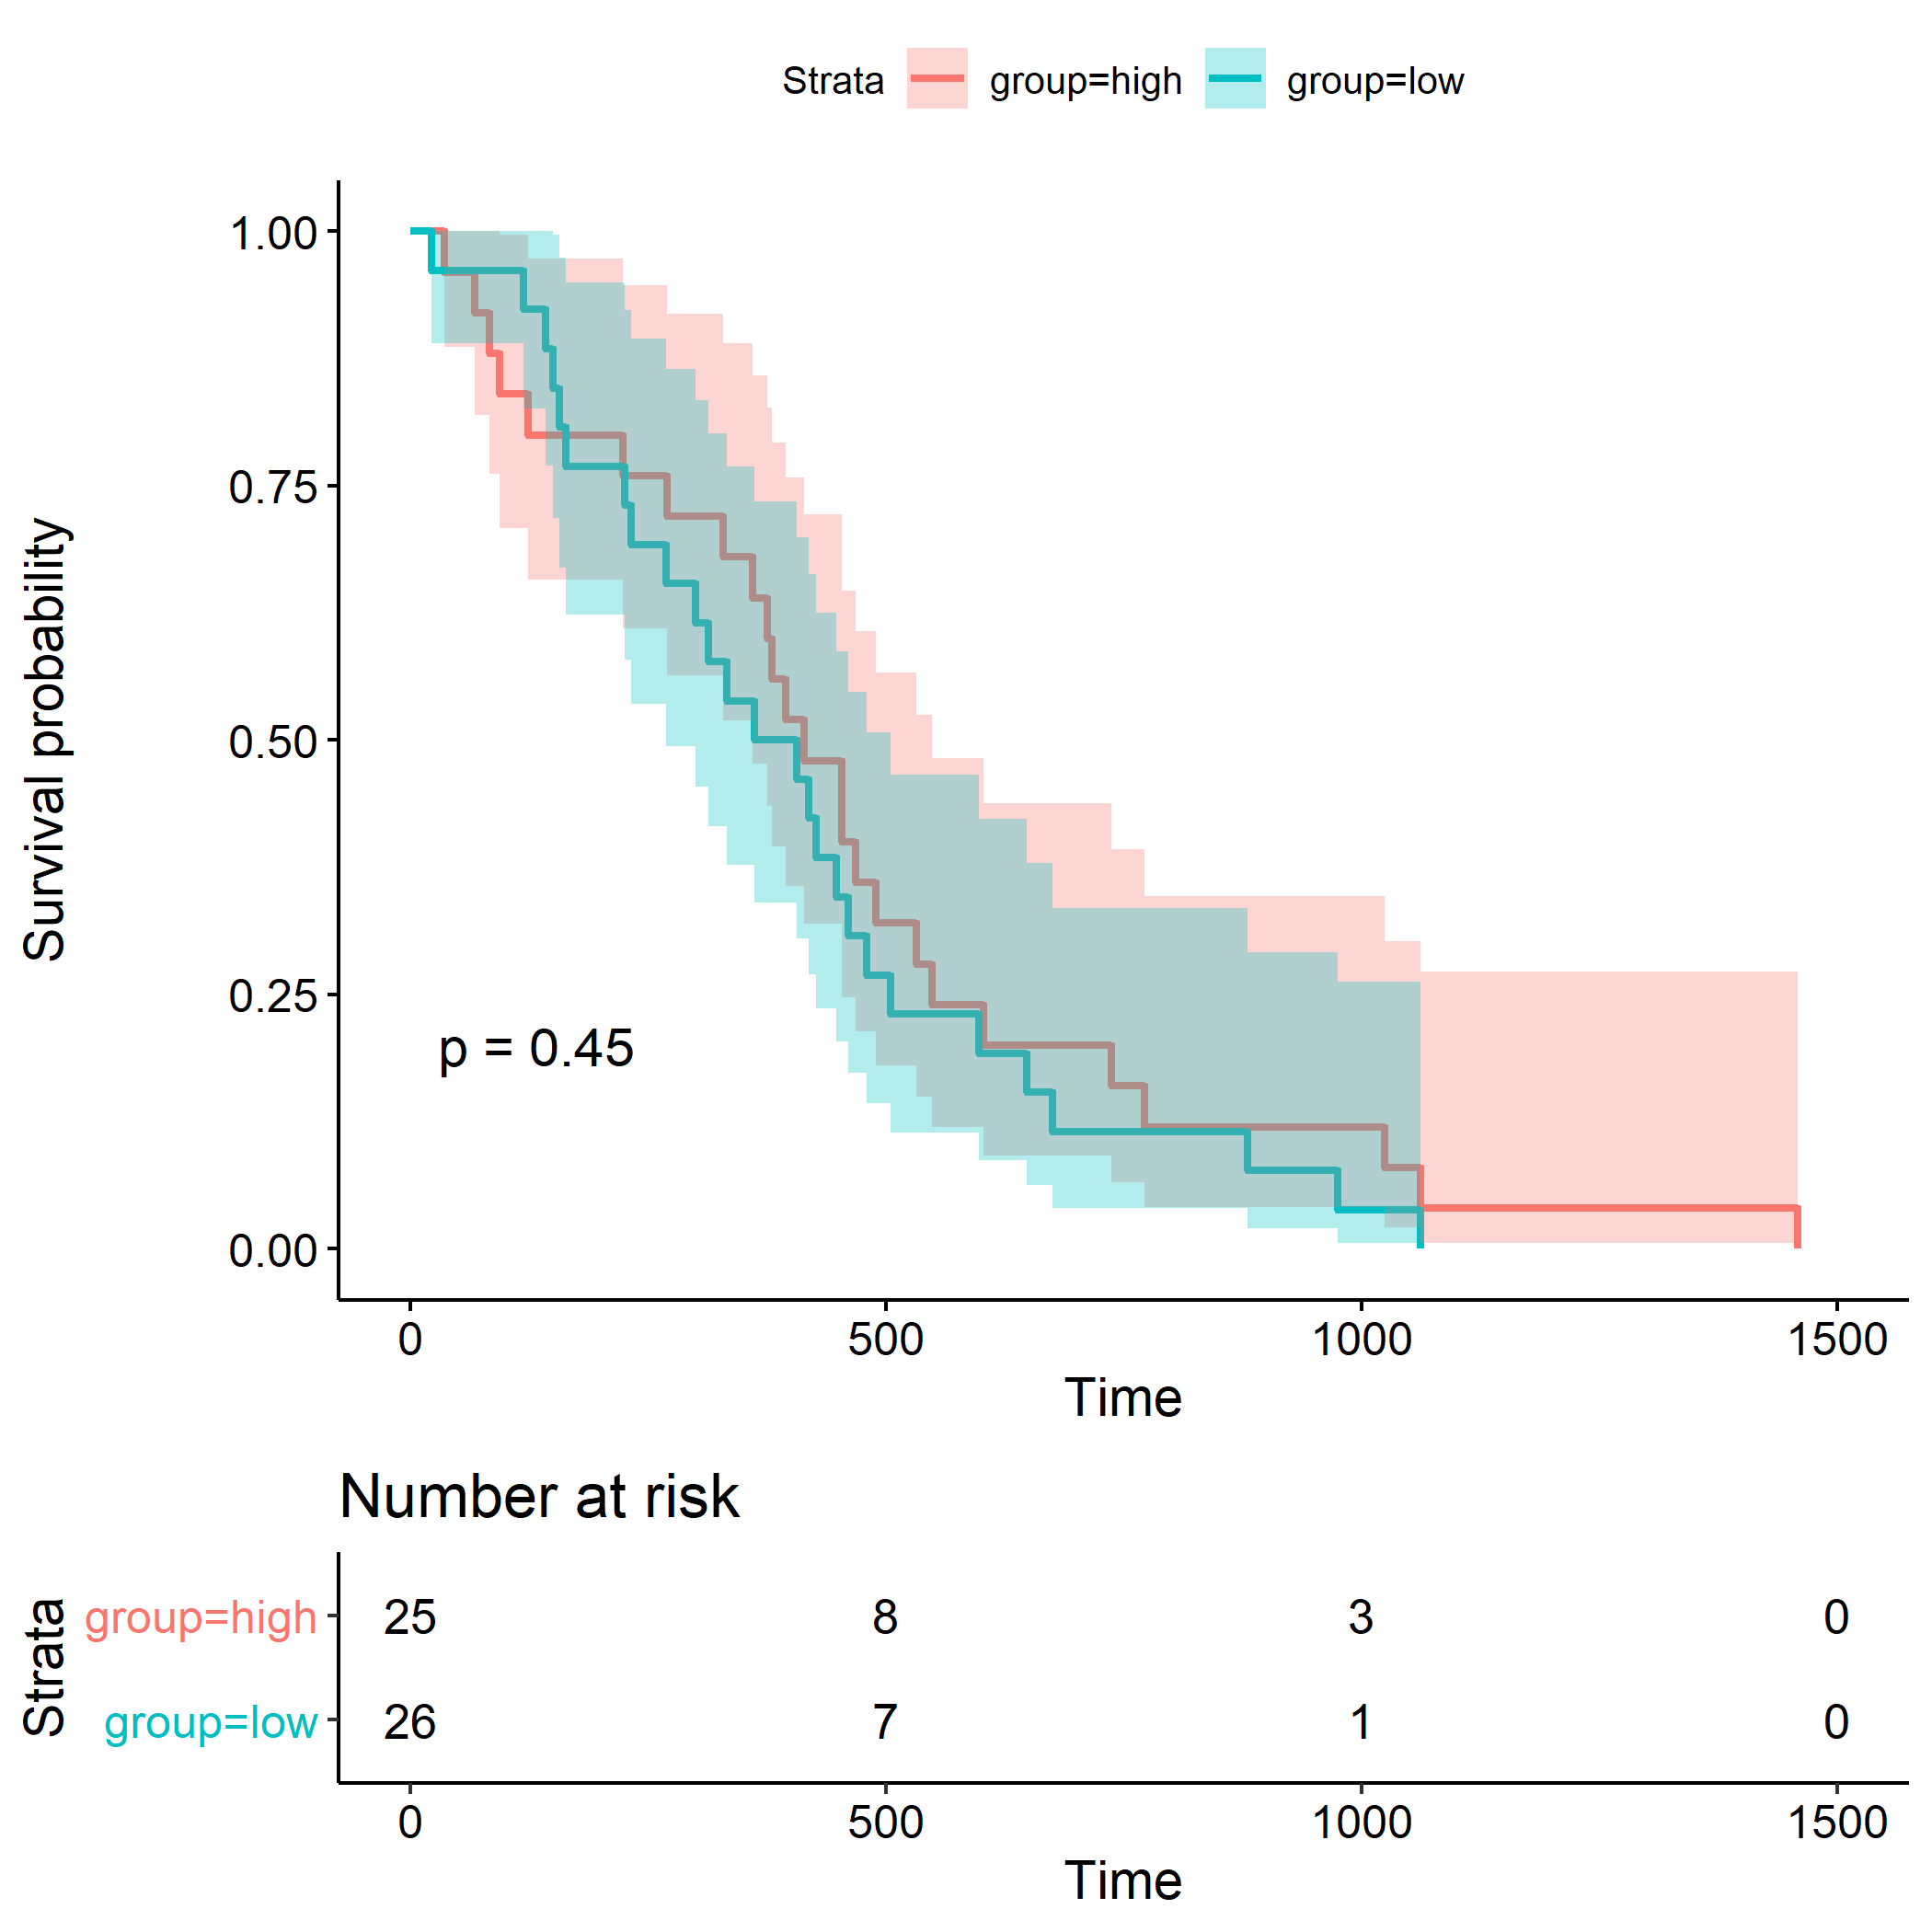 Strata group=high group=low
Survival probability
1.00
0.75
0.50
0.25
0.00
p = 0.45
0 500 1000 1500
Time
Number at risk
Strata
group=high 25 8 3 0
group=low 26 7 1 0
0 500 1000 1500
Time